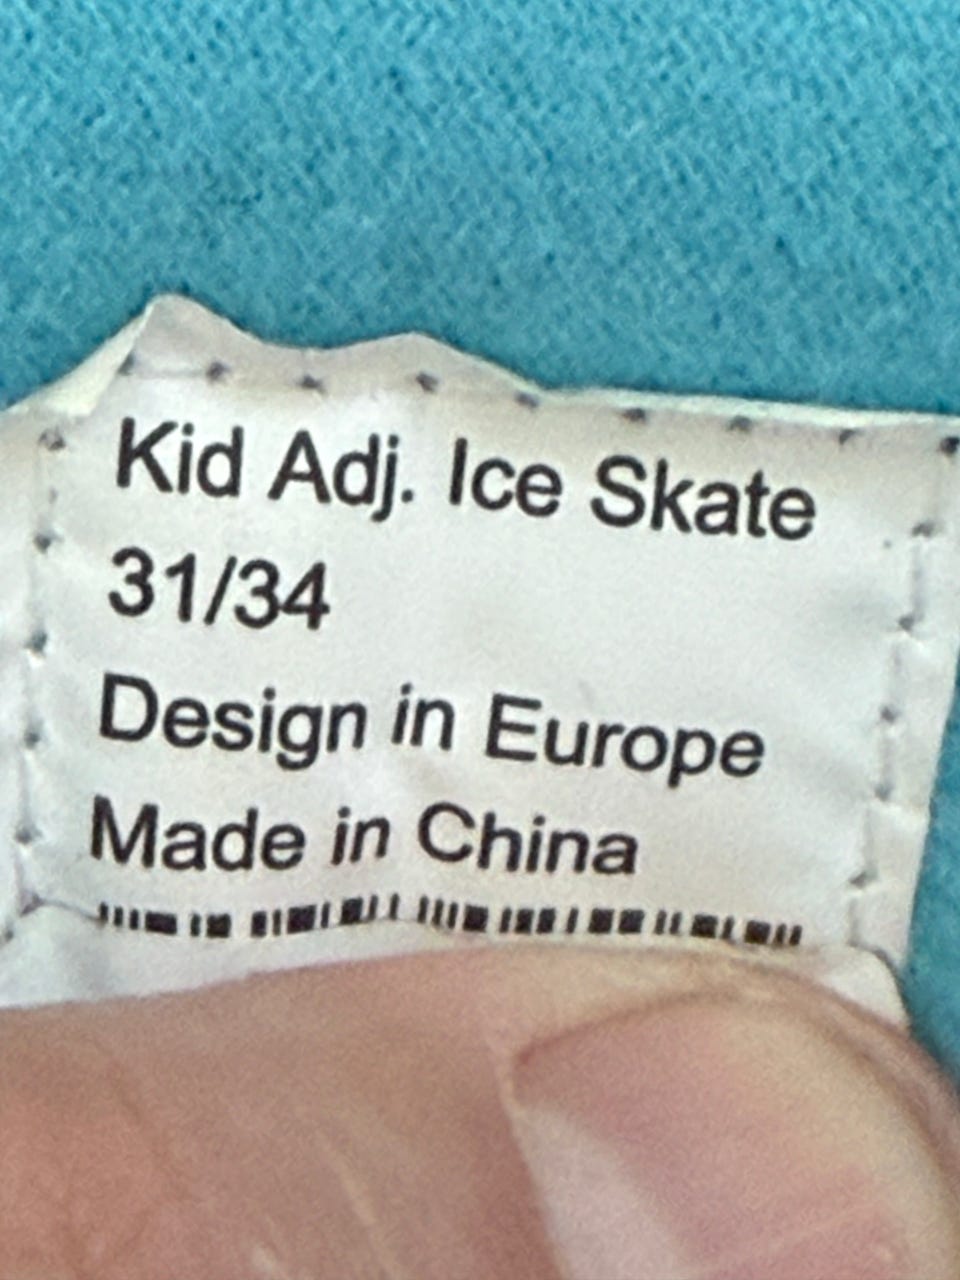 Kid Adj. Ice Skate
31/34
Design in Europe
Made in China